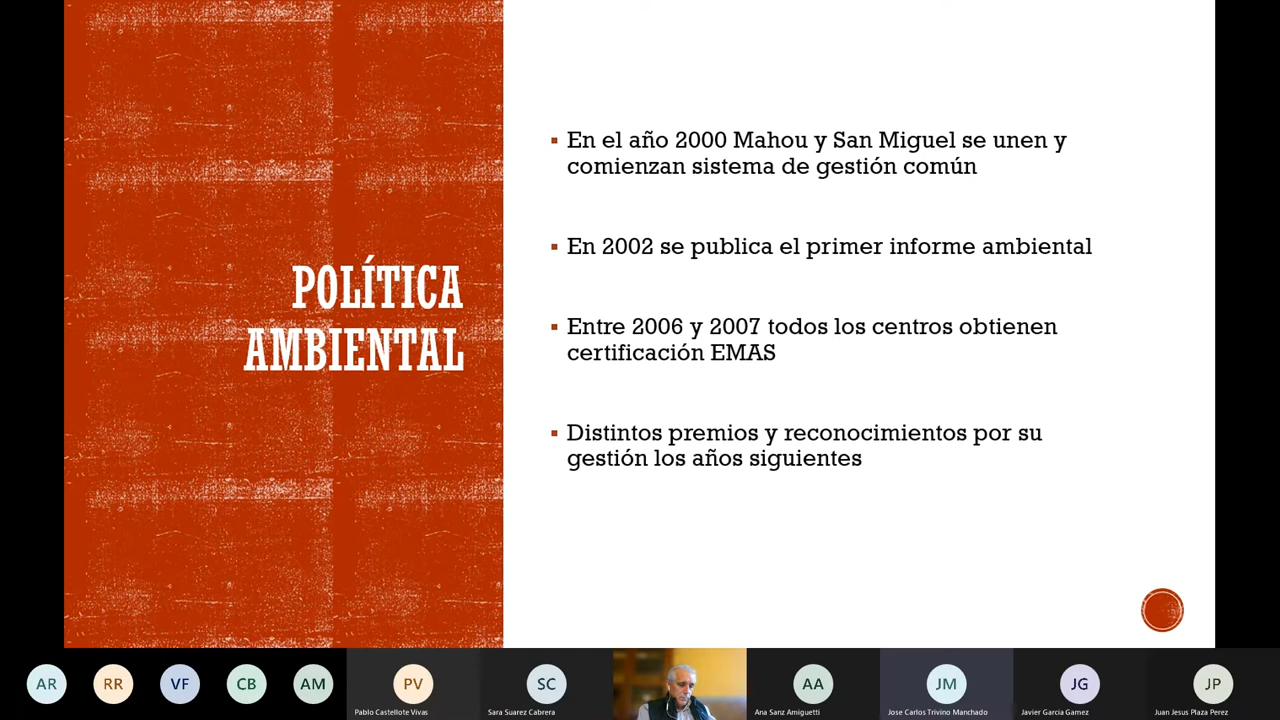 POLÍTICA
AMBIENTAL
▪ En el año 2000 Mahou y San Miguel se unen y
comienzan sistema de gestión común
▪ En 2002 se publica el primer informe ambiental
▪ Entre 2006 y 2007 todos los centros obtienen
certificación EMAS
▪ Distintos premios y reconocimientos por su
gestión los años siguientes
AR
RR
VF
CB
AM
PV
Pablo Castellote Vivas
SC
Sara Suarez Cabrera
AA
Ana Sanz Amiguetti
JM
Jose Carlos Trivino Manchado
JG
Javier Garcia Gamez
JP
Juan Jesus Plaza Perez